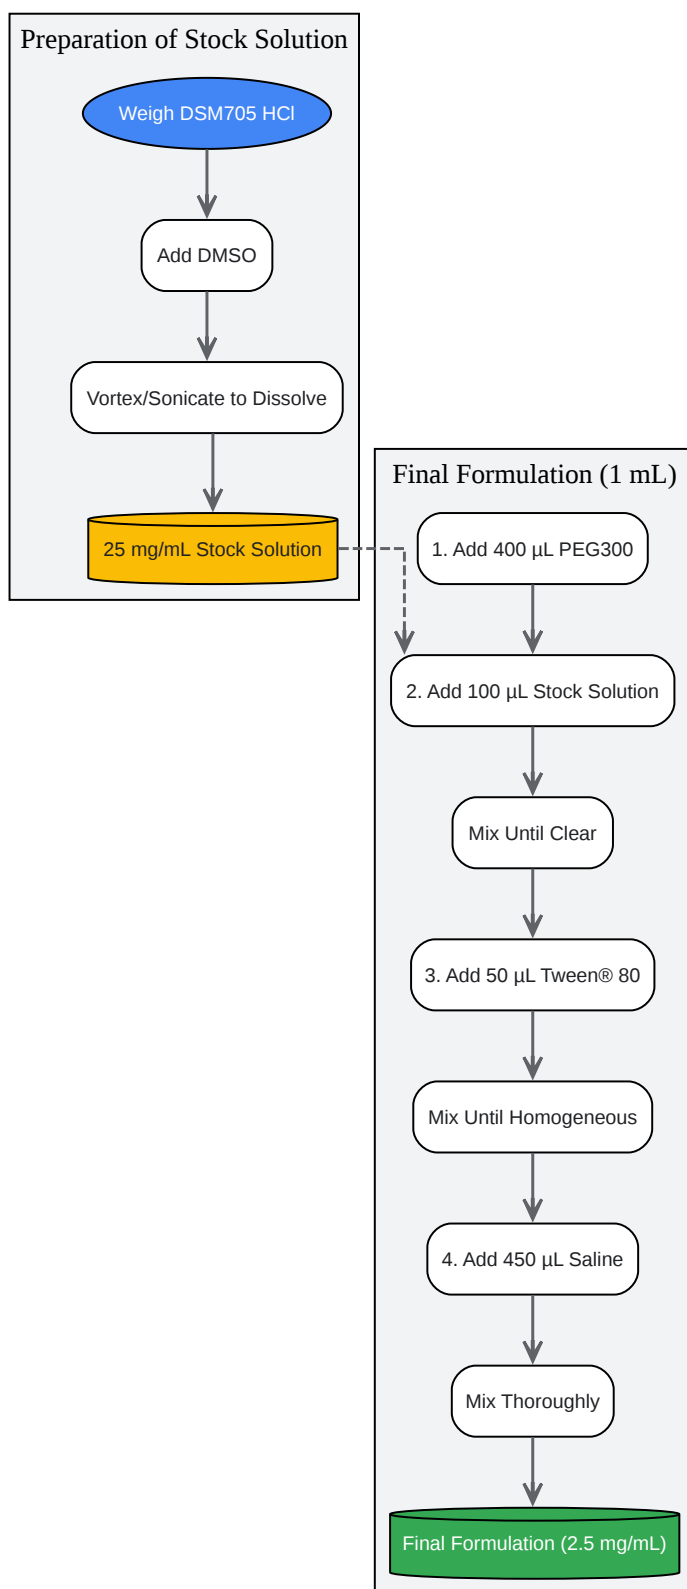 Preparation of Stock Solution
Weigh DSM705 HCl
Add DMSO
Vortex/Sonicate to Dissolve
25 mg/mL Stock Solution
Final Formulation (1 mL)
1. Add 400 µL PEG300
2. Add 100 µL Stock Solution
Mix Until Clear
3. Add 50 µL Tween® 80
Mix Until Homogeneous
4. Add 450 µL Saline
Mix Thoroughly
Final Formulation (2.5 mg/mL)